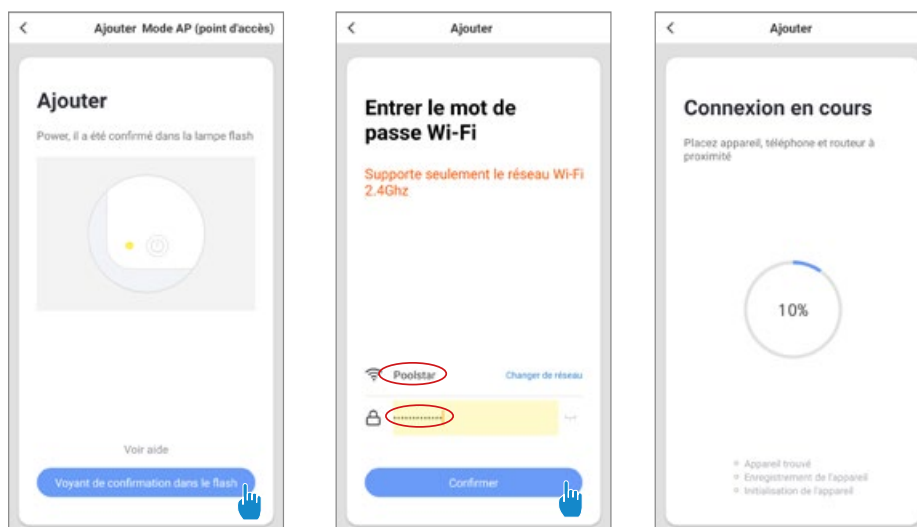 Ajouter Mode AP (point d'accès)
Ajouter
Power, il a été confirmé dans la lampe flash
Voir aide
Voyant de confirmation dans le flash
Ajouter
Entrer le mot de
passe Wi-Fi
Supporte seulement le réseau Wi-Fi
2.4Ghz
Poolstar
Changer de réseau
Confirmer
Ajouter
Connexion en cours
Placez appareil, téléphone et routeur à
proximité
10%
Appareil trouvé
Enregistrement de l'appareil
Initialisation de l'appareil